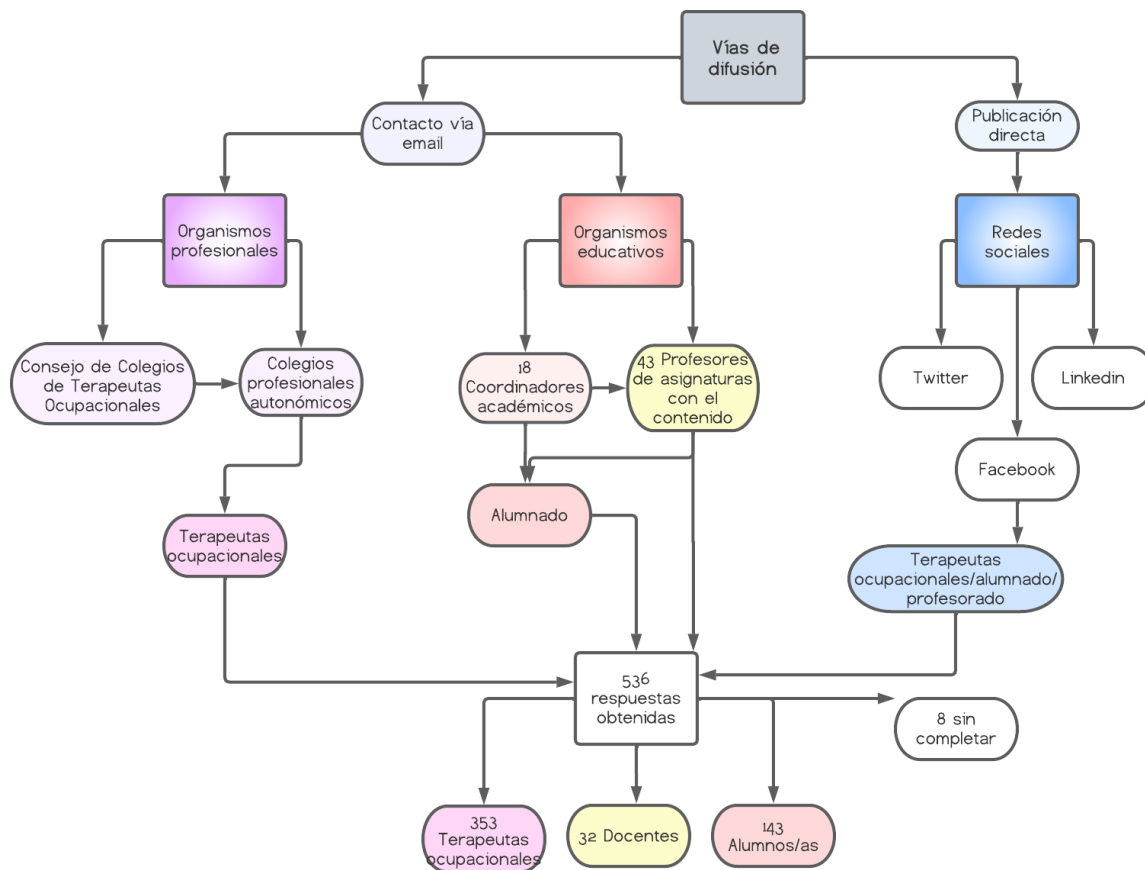 Vías de
difusión
Contacto vía
email
Publicación
directa
Organismos
profesionales
Organismos
educativos
Redes
sociales
Consejo de Colegios
de Terapeutas
Ocupacionales
Colegios
profesionales
autonómicos
18
Coordinadores
académicos
43 Profesores
de asignaturas
con el
contenido
Twitter
Linkedin
Facebook
Alumnado
Terapeutas
ocupacionales
Terapeutas
ocupacionales/alumnado/
profesorado
536
respuestas
obtenidas
8 sin
completar
353
Terapeutas
ocupacionales
32 Docentes
143
Alumnos/as